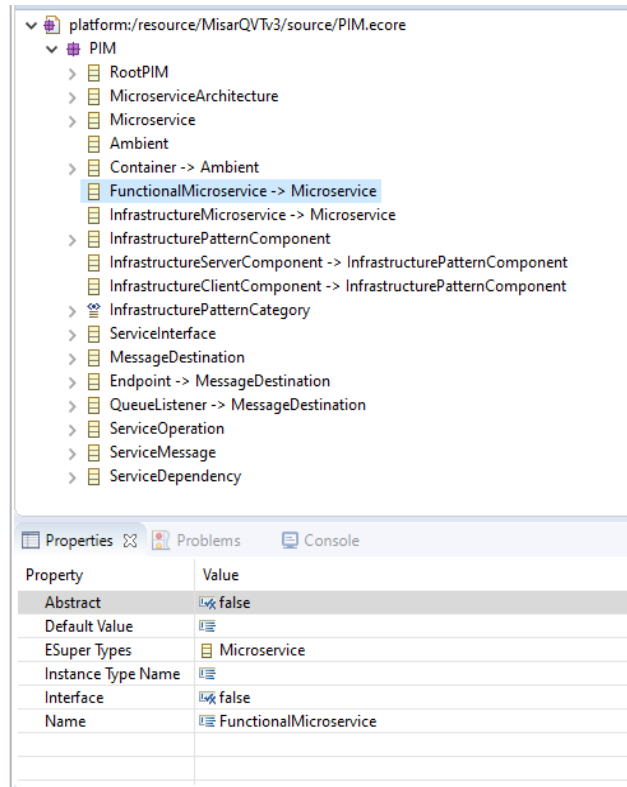 platform:/resource/MisarQVTv3/source/PIM.ecore
PIM
RootPIM
MicroserviceArchitecture
Microservice
Ambient
Container -> Ambient
FunctionalMicroservice -> Microservice
InfrastructureMicroservice -> Microservice
InfrastructurePatternComponent
InfrastructureServerComponent -> InfrastructurePatternComponent
InfrastructureClientComponent -> InfrastructurePatternComponent
InfrastructurePatternCategory
ServiceInterface
MessageDestination
Endpoint -> MessageDestination
QueueListener -> MessageDestination
ServiceOperation
ServiceMessage
ServiceDependency
Properties Problems Console
Property Value
Abstract false
Default Value
ESuper Types Microservice
Instance Type Name
Interface false
Name FunctionalMicroservice